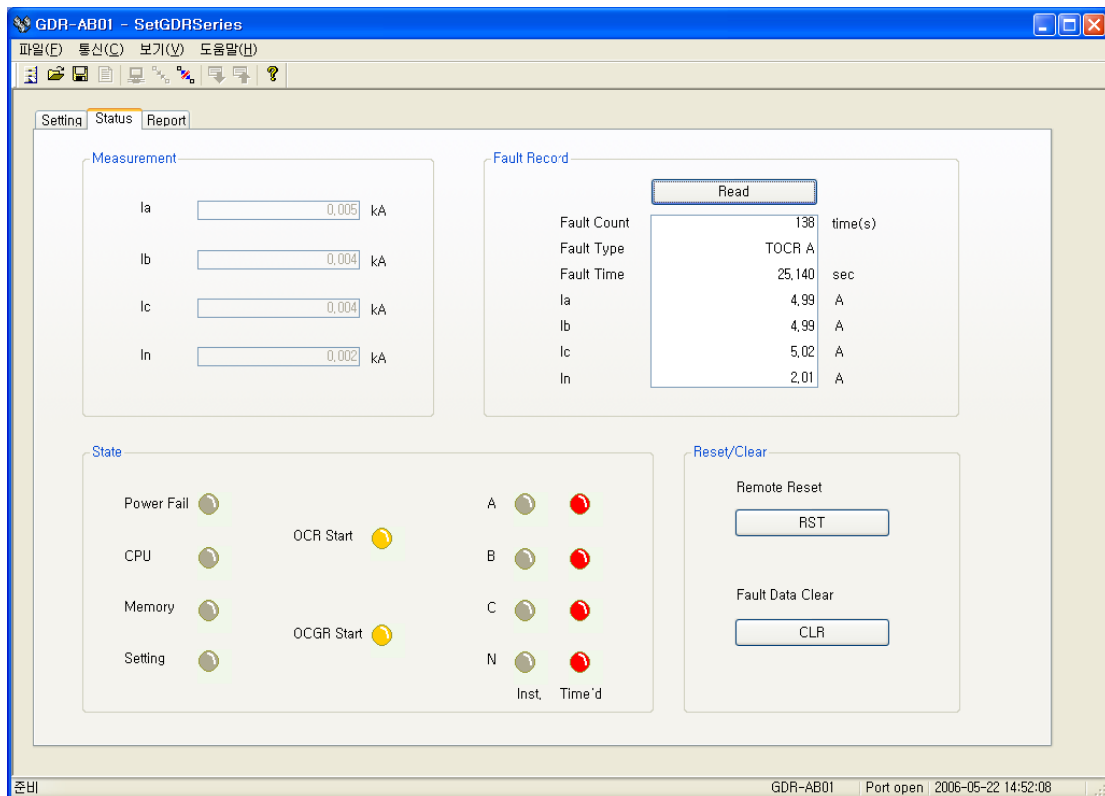 GDR-AB01 - SetGDRSeries
파일(F) 통신(C) 보기(V) 도움말(H)
Setting Status Report
Measurement
Ia 0,005 kA
Ib 0,004 kA
Ic 0,004 kA
In 0,002 kA
Fault Record
Read
Fault Count 138 time(s)
Fault Type TOCR A
Fault Time 25,140 sec
Ia 4,99 A
Ib 4,99 A
Ic 5,02 A
In 2,01 A
State
Power Fail
CPU
Memory
Setting
OCR Start
OCGR Start
A
B
C
N
Inst, Time'd
Reset/Clear
Remote Reset
RST
Fault Data Clear
CLR
준비 GDR-AB01 Port open 2006-05-22 14:52:08